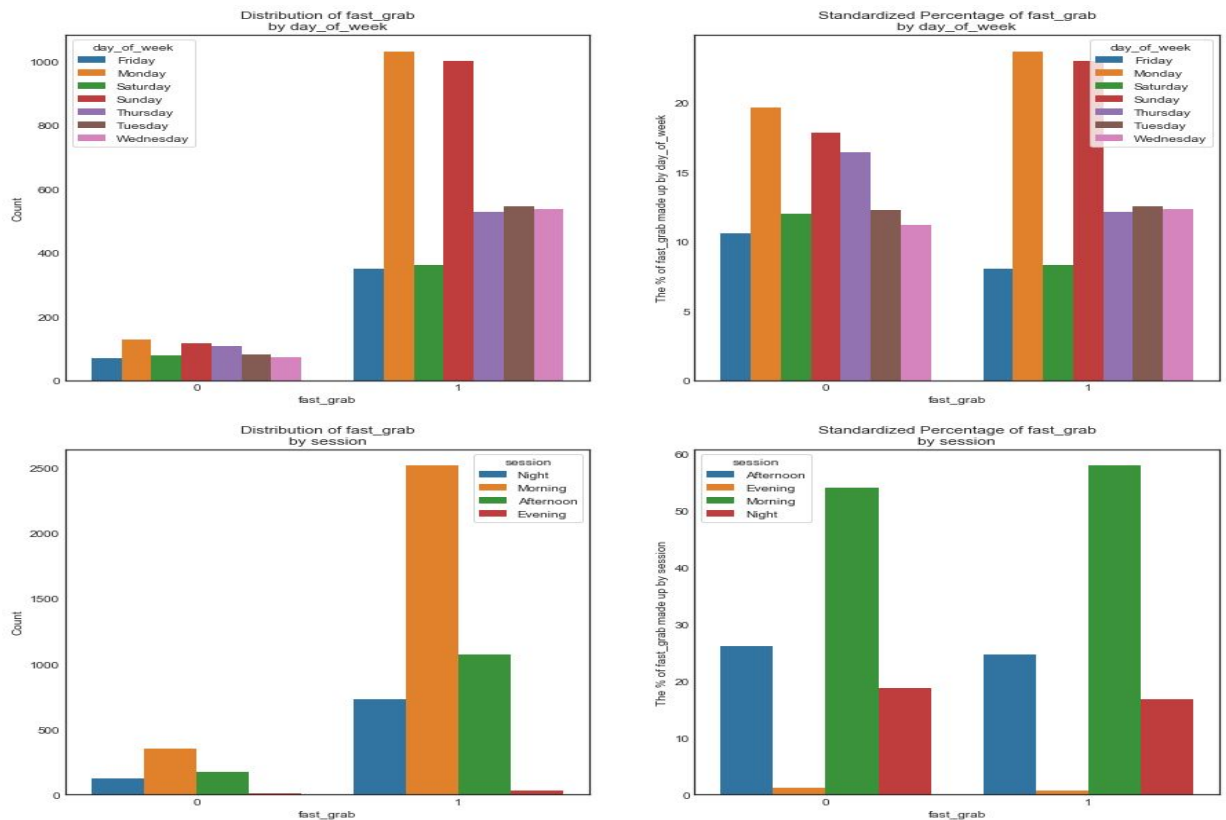 Distribution of fast_grab
by day_of_week
day_of_week
Friday
Monday
Saturday
Sunday
Thursday
Tuesday
Wednesday
Count
1000
800
600
400
200
0
0
1
fast_grab
Standardized Percentage of fast_grab
by day_of_week
day_of_week
Friday
Monday
Saturday
Sunday
Thursday
Tuesday
Wednesday
The % of fast_grab made up by day_of_week
20
15
10
5
0
0
1
fast_grab
Distribution of fast_grab
by session
session
Night
Morning
Afternoon
Evening
Count
2500
2000
1500
1000
500
0
0
1
fast_grab
Standardized Percentage of fast_grab
by session
session
Afternoon
Evening
Morning
Night
The % of fast_grab made up by session
60
50
40
30
20
10
0
0
1
fast_grab